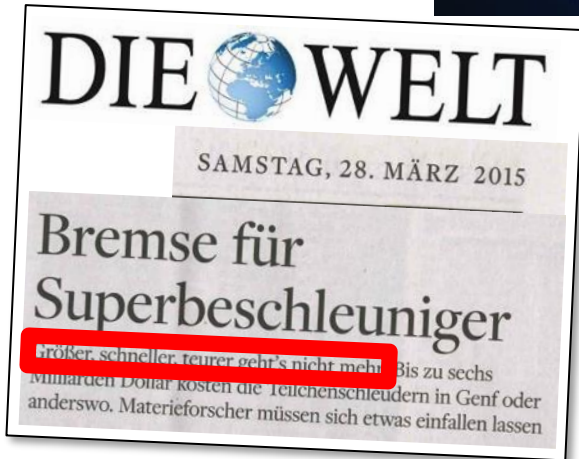 DIE WELT
SAMSTAG, 28. MÄRZ 2015
Bremse für
Superbeschleuniger
Größer, schneller, teurer geht's nicht mehr. Bis zu sechs
Milliarden Dollar kosten die Teilchenschleudern in Genf oder
anderswo. Materieforscher müssen sich etwas einfallen lassen